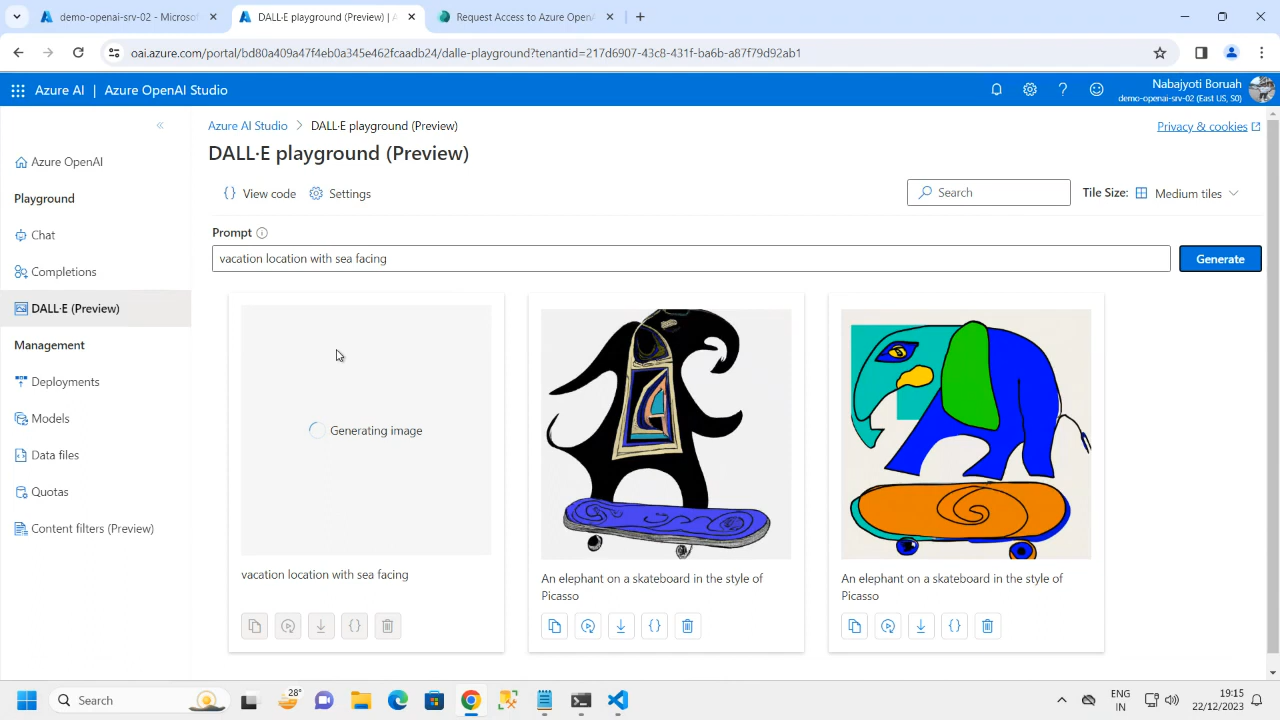 demo-openai-srv-02 - Microsof
DALL·E playground (Preview) | A
Request Access to Azure OpenA
oai.azure.com/portal/bd80a409a47f4eb0a345e462fcaadb24/dalle-playground?tenantid=217d6907-43c8-431f-ba6b-a87f79d92ab1
Azure AI | Azure OpenAI Studio
Nabajyoti Boruah
demo-openai-srv-02 (East US, S0)
Azure AI Studio > DALL·E playground (Preview)
Privacy & cookies
DALL·E playground (Preview)
Azure OpenAI
Playground
Chat
Completions
DALL·E (Preview)
Management
Deployments
Models
Data files
Quotas
Content filters (Preview)
{} View code
Settings
Search
Tile Size:
Medium tiles
Prompt
vacation location with sea facing
Generate
Generating image
vacation location with sea facing
An elephant on a skateboard in the style of
Picasso
An elephant on a skateboard in the style of
Picasso
Search
28°
ENG
IN
19:15
22/12/2023